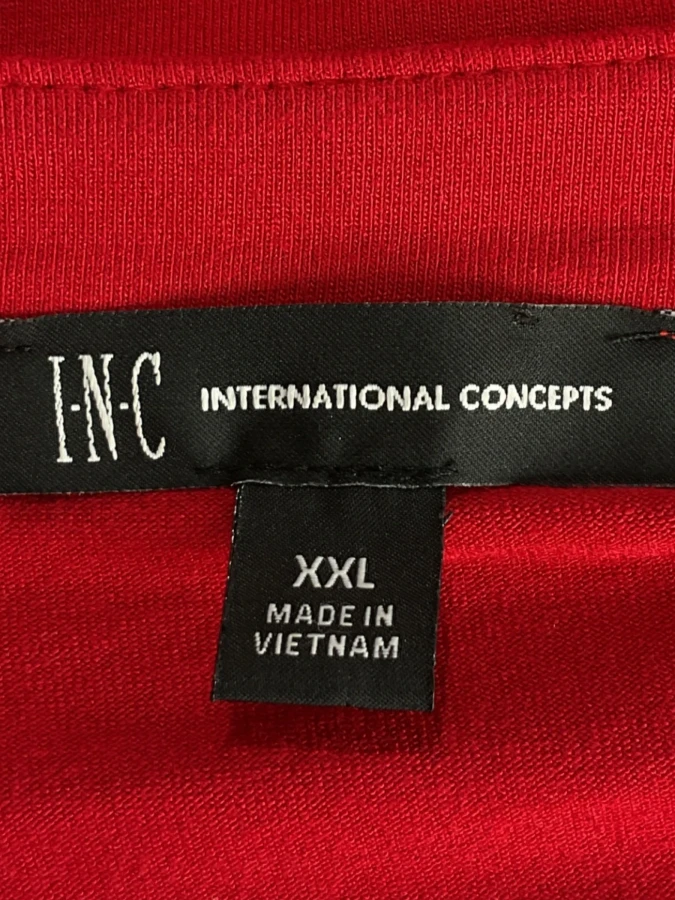 I·N·C INTERNATIONAL CONCEPTS
XXL
MADE IN
VIETNAM